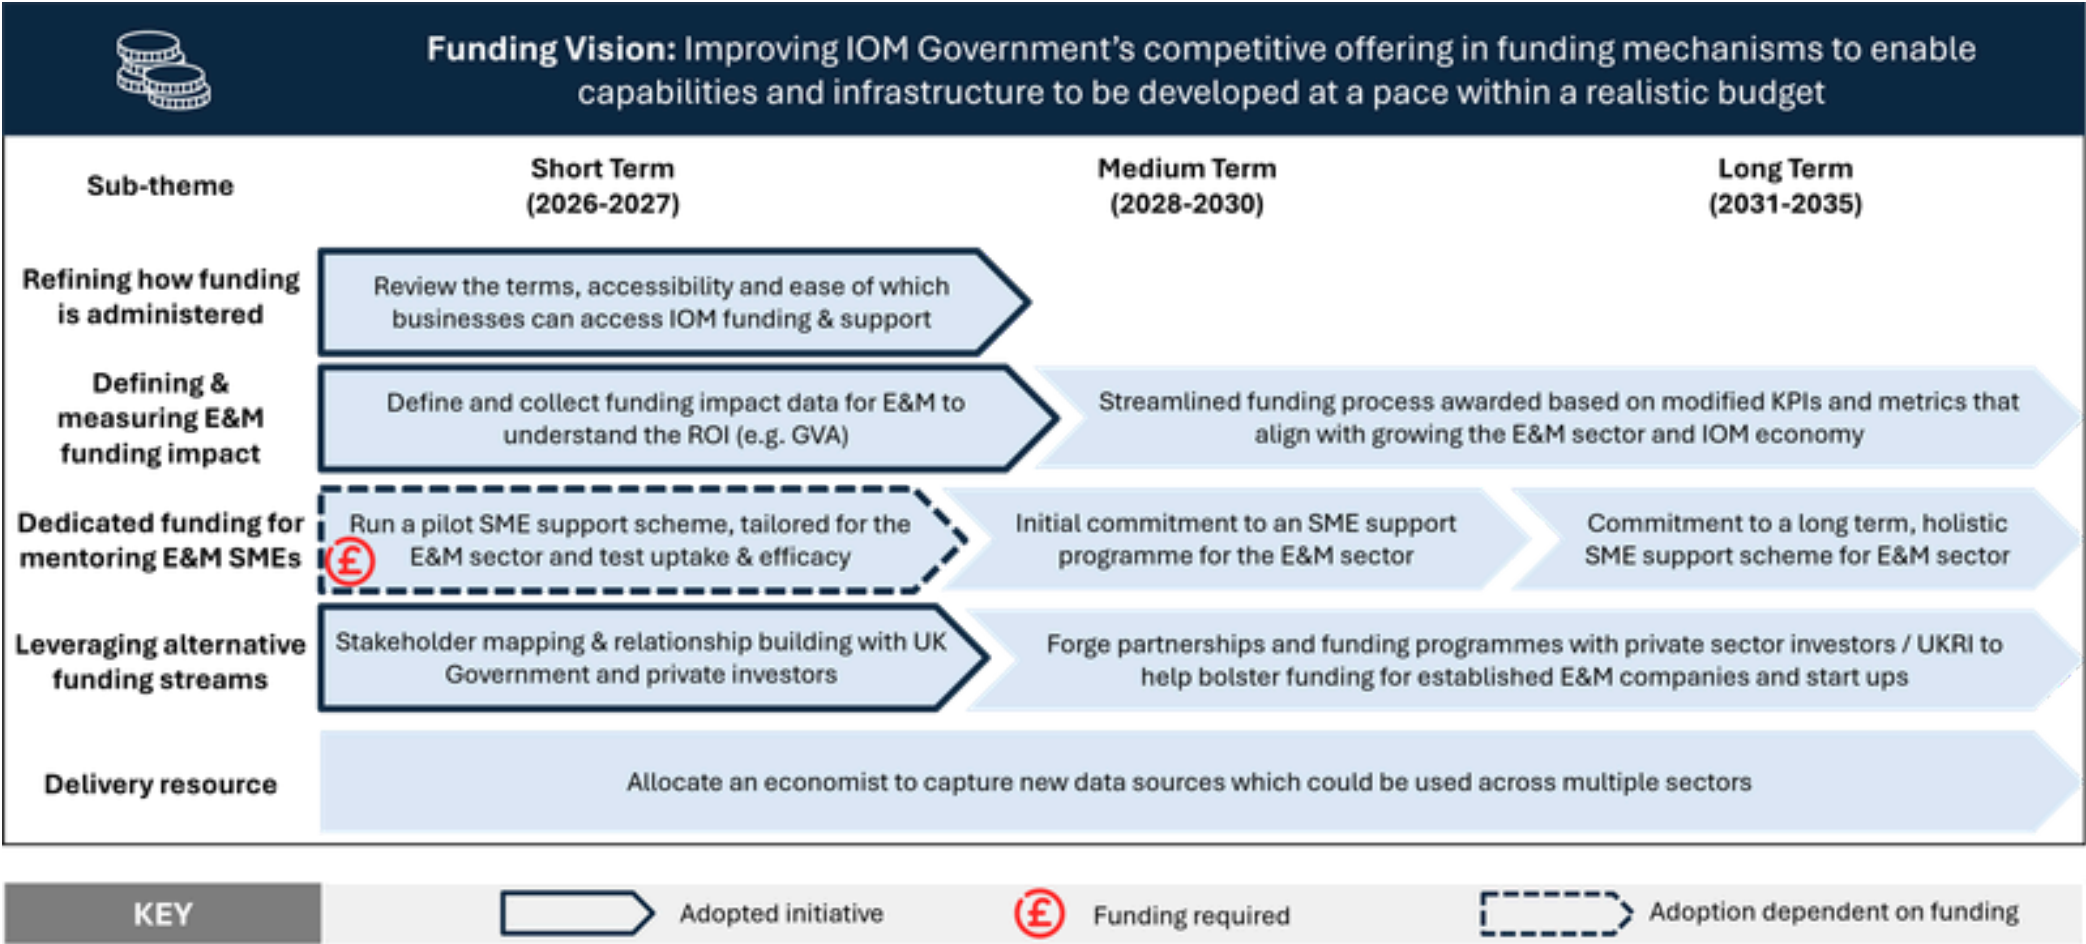 Funding Vision: Improving IOM Government's competitive offering in funding mechanisms to enable
capabilities and infrastructure to be developed at a pace within a realistic budget
Sub-theme
Short Term
(2026-2027)
Medium Term
(2028-2030)
Long Term
(2031-2035)
Refining how funding
is administered
Review the terms, accessibility and ease of which
businesses can access IOM funding & support
Defining &
measuring E&M
funding impact
Define and collect funding impact data for E&M to
understand the ROI (e.g. GVA)
Streamlined funding process awarded based on modified KPIs and metrics that
align with growing the E&M sector and IOM economy
Dedicated funding for
mentoring E&M SMEs
Run a pilot SME support scheme, tailored for the
E&M sector and test uptake & efficacy
£
Initial commitment to an SME support
programme for the E&M sector
Commitment to a long term, holistic
SME support scheme for E&M sector
Leveraging alternative
funding streams
Stakeholder mapping & relationship building with UK
Government and private investors
Forge partnerships and funding programmes with private sector investors / UKRI to
help bolster funding for established E&M companies and start ups
Delivery resource
Allocate an economist to capture new data sources which could be used across multiple sectors
KEY
Adopted initiative
£
Funding required
Adoption dependent on funding